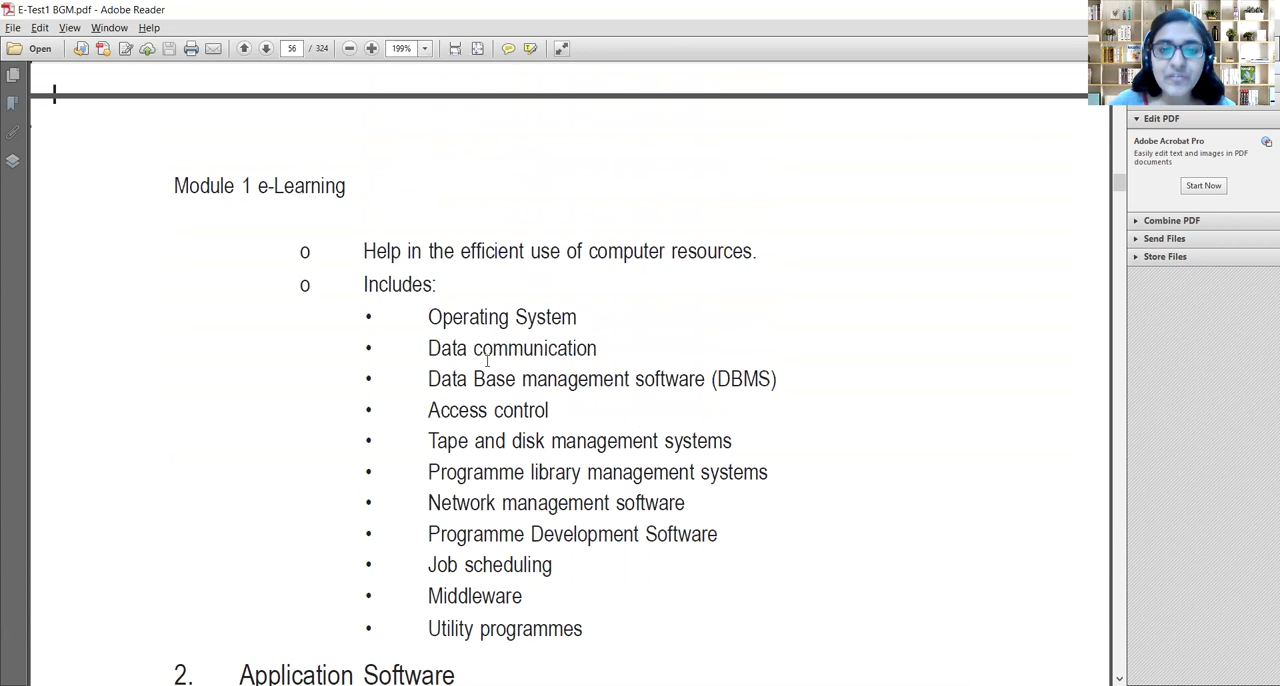 E-Test1 BGM.pdf - Adobe Reader
File Edit View Window Help
Open 56 / 324 199%
Edit PDF
Adobe Acrobat Pro
Easily edit text and images in PDF
documents
Start Now
Combine PDF
Send Files
Store Files
Module 1 e-Learning
o Help in the efficient use of computer resources.
o Includes:
• Operating System
• Data communication
• Data Base management software (DBMS)
• Access control
• Tape and disk management systems
• Programme library management systems
• Network management software
• Programme Development Software
• Job scheduling
• Middleware
• Utility programmes
2. Application Software